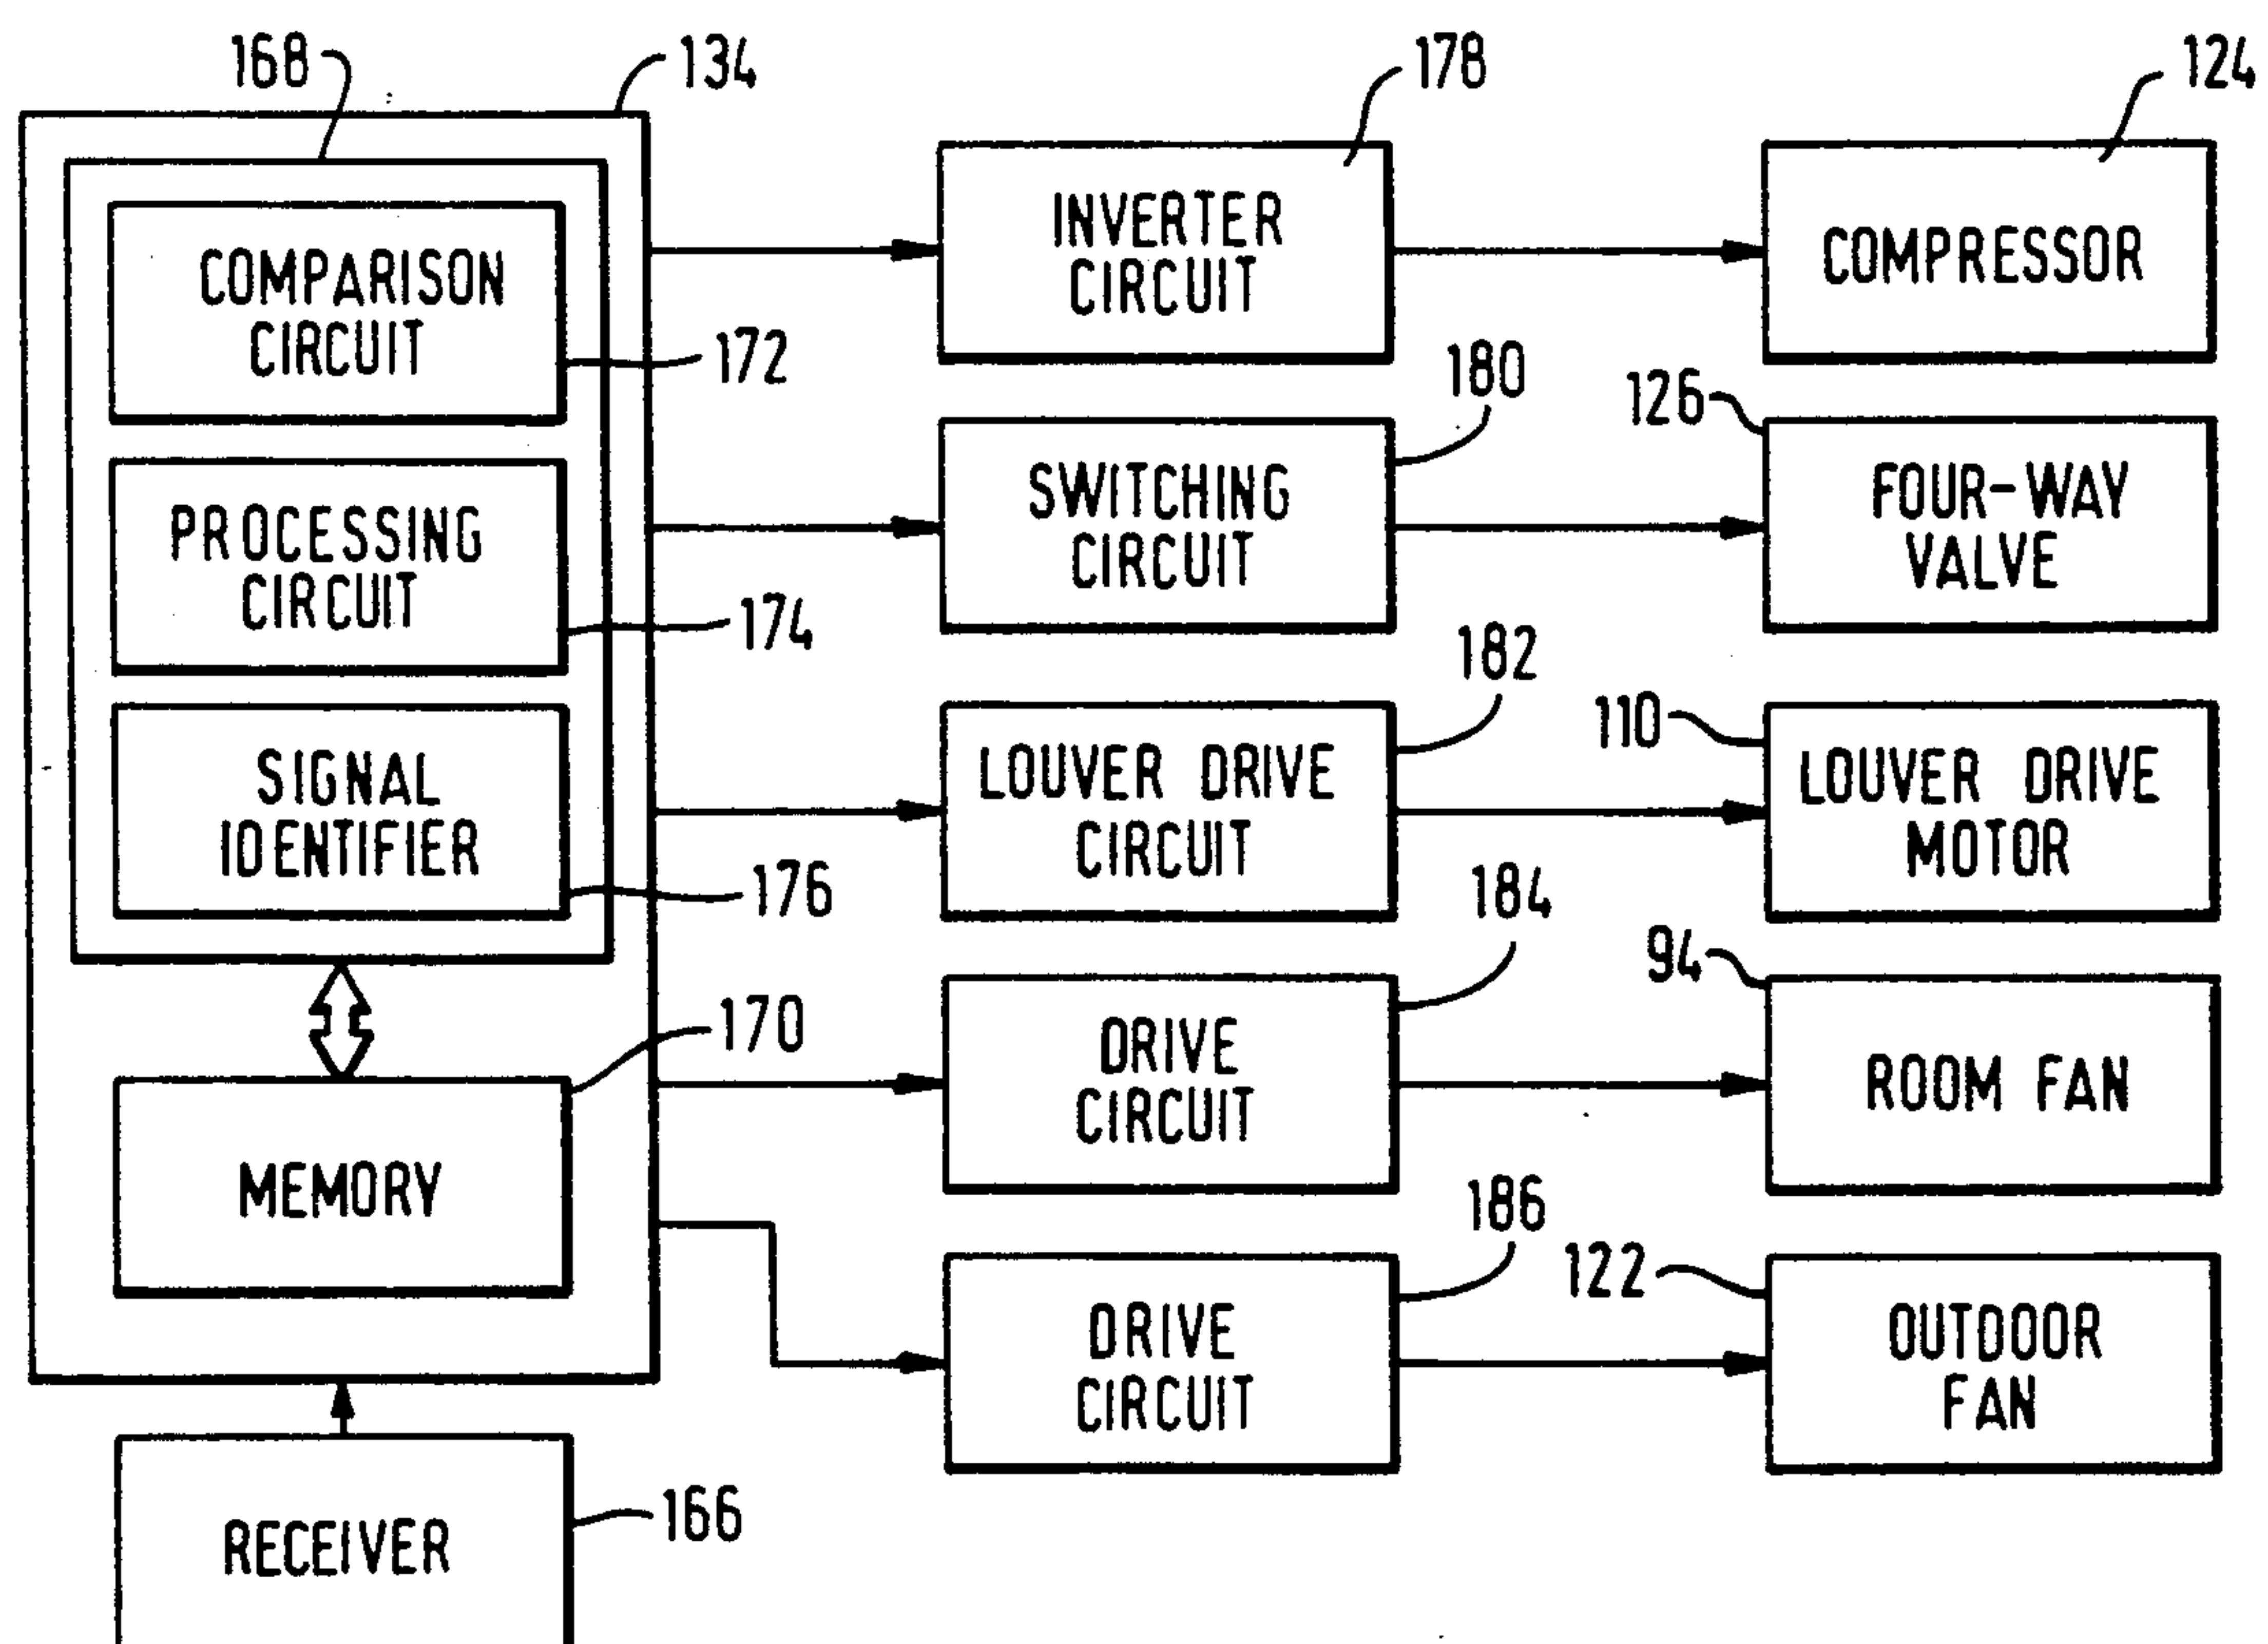 168
134
178
124
COMPARISON
CIRCUIT
172
INVERTER
CIRCUIT
COMPRESSOR
PROCESSING
CIRCUIT
174
180
SWITCHING
CIRCUIT
126
FOUR-WAY
VALVE
SIGNAL
IDENTIFIER
176
182
LOUVER DRIVE
CIRCUIT
110
LOUVER DRIVE
MOTOR
170
MEMORY
184
DRIVE
CIRCUIT
94
ROOM FAN
186
DRIVE
CIRCUIT
122
OUTDOOR
FAN
RECEIVER
166